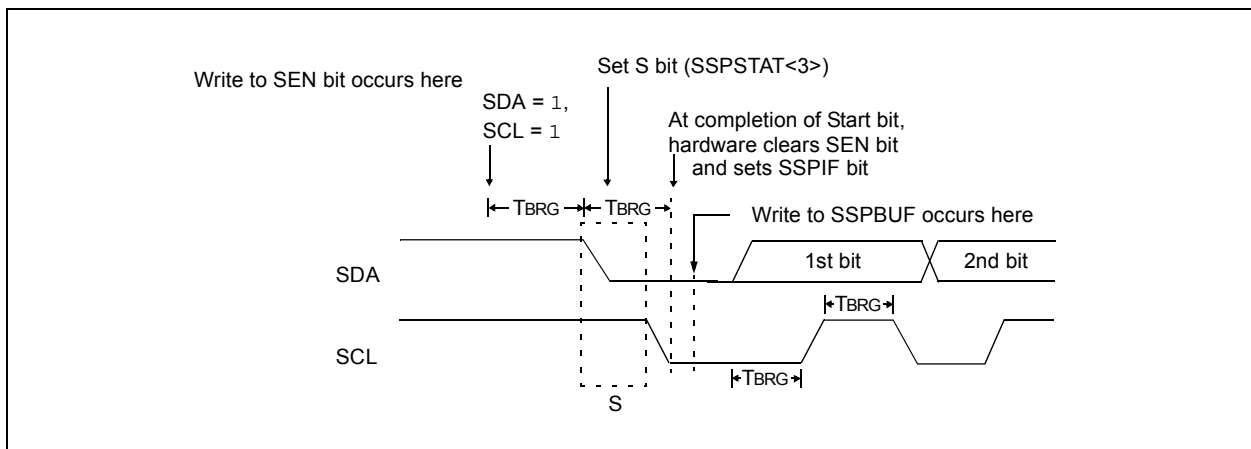 Write to SEN bit occurs here
Set S bit (SSPSTAT<3>)
SDA = 1,
SCL = 1
At completion of Start bit,
hardware clears SEN bit
and sets SSPIF bit
TBRG
TBRG
Write to SSPBUF occurs here
SDA
1st bit
2nd bit
TBRG
SCL
TBRG
S